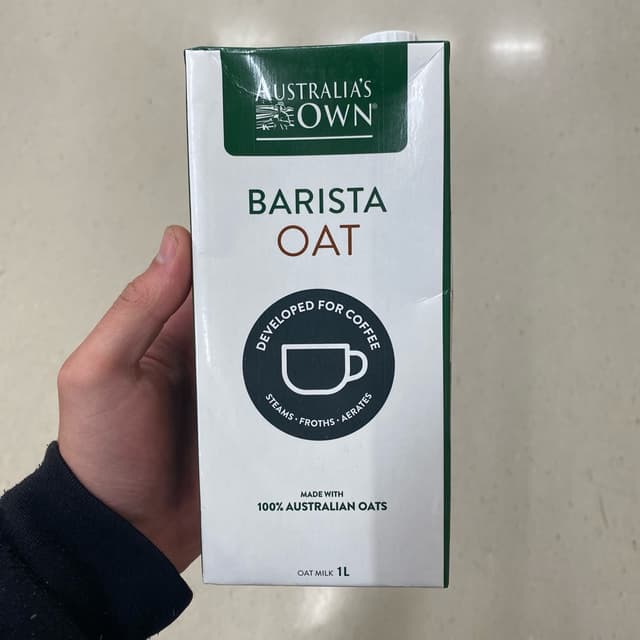 AUSTRALIA'S
OWN®
BARISTA
OAT
DEVELOPED FOR COFFEE
STEAMS • FROTHS • AERATES
MADE WITH
100% AUSTRALIAN OATS
OAT MILK 1L